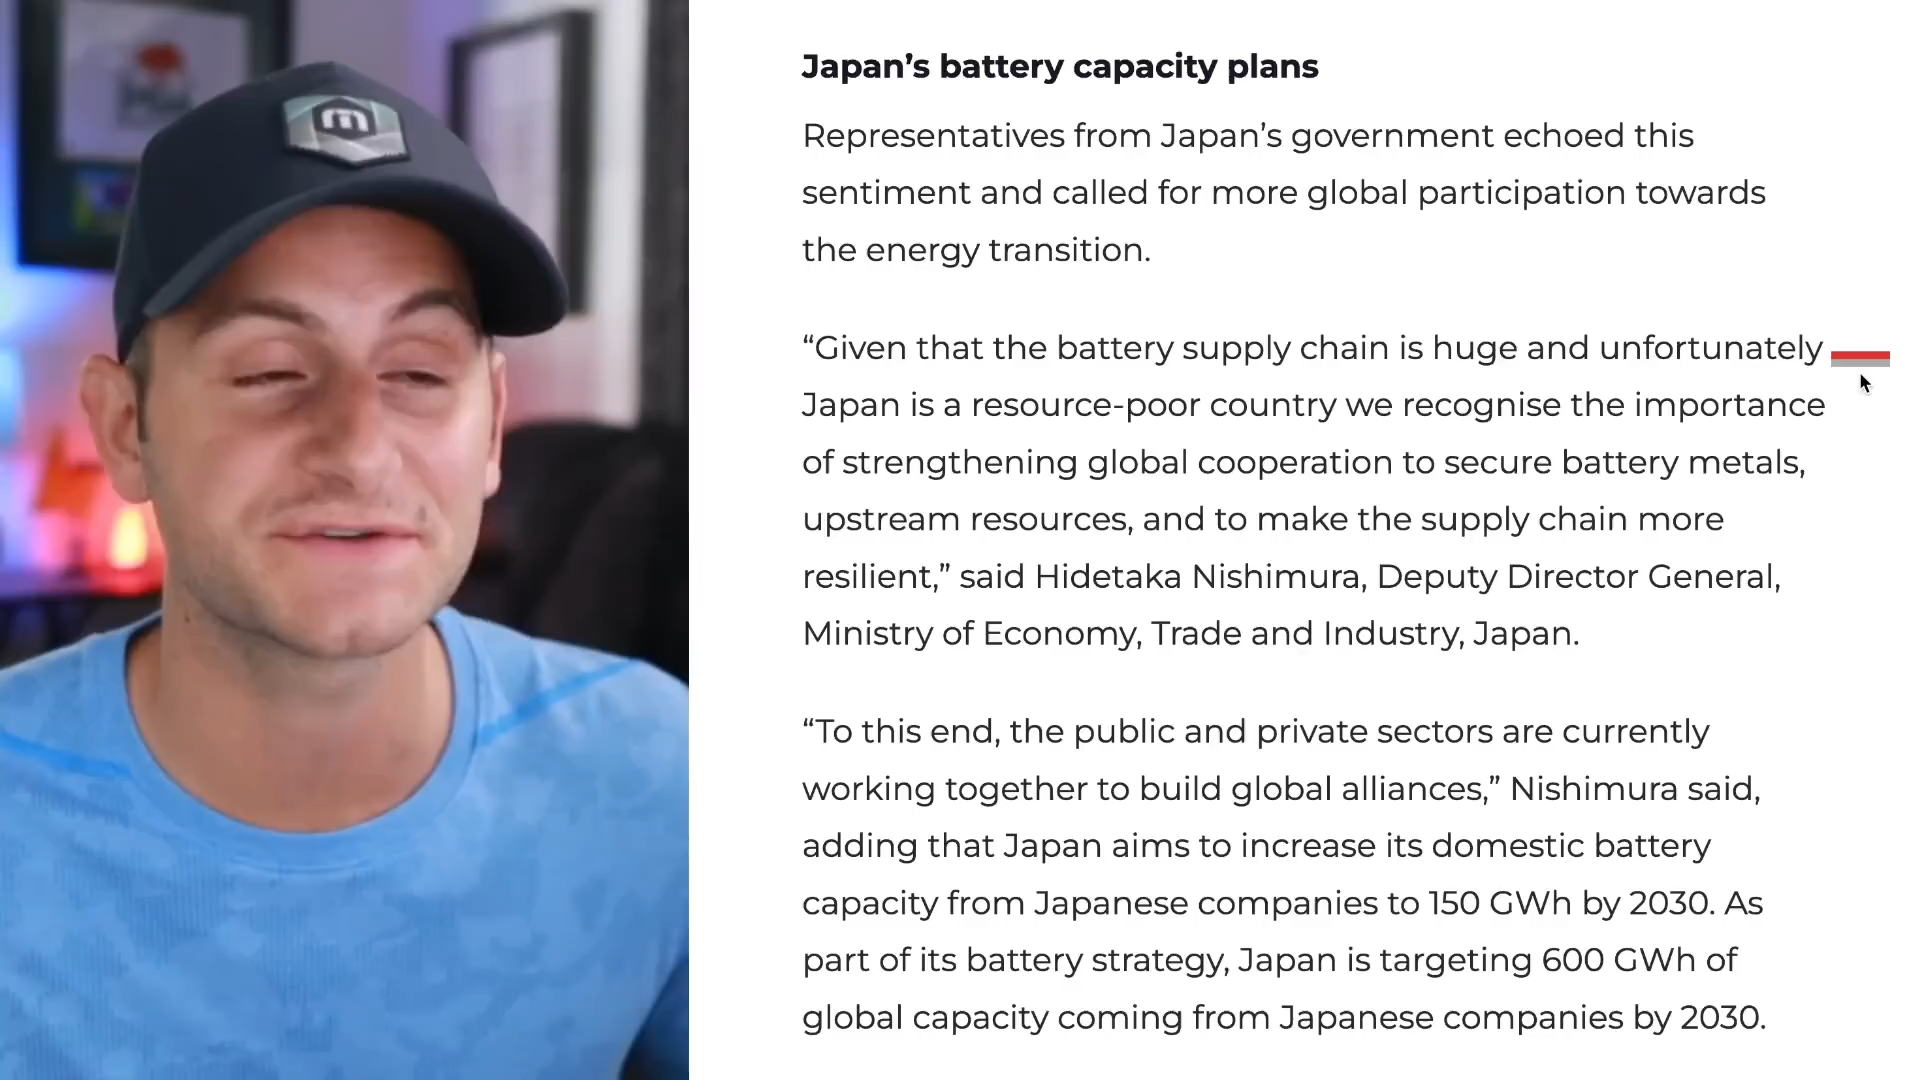 m
Japan’s battery capacity plans
Representatives from Japan’s government echoed this
sentiment and called for more global participation towards
the energy transition.
“Given that the battery supply chain is huge and unfortunately
Japan is a resource-poor country we recognise the importance
of strengthening global cooperation to secure battery metals,
upstream resources, and to make the supply chain more
resilient,” said Hidetaka Nishimura, Deputy Director General,
Ministry of Economy, Trade and Industry, Japan.
“To this end, the public and private sectors are currently
working together to build global alliances,” Nishimura said,
adding that Japan aims to increase its domestic battery
capacity from Japanese companies to 150 GWh by 2030. As
part of its battery strategy, Japan is targeting 600 GWh of
global capacity coming from Japanese companies by 2030.